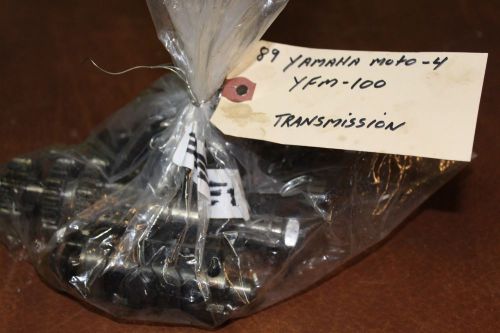 89 YAMAHA MOTO-4
YFM-100
TRANSMISSION